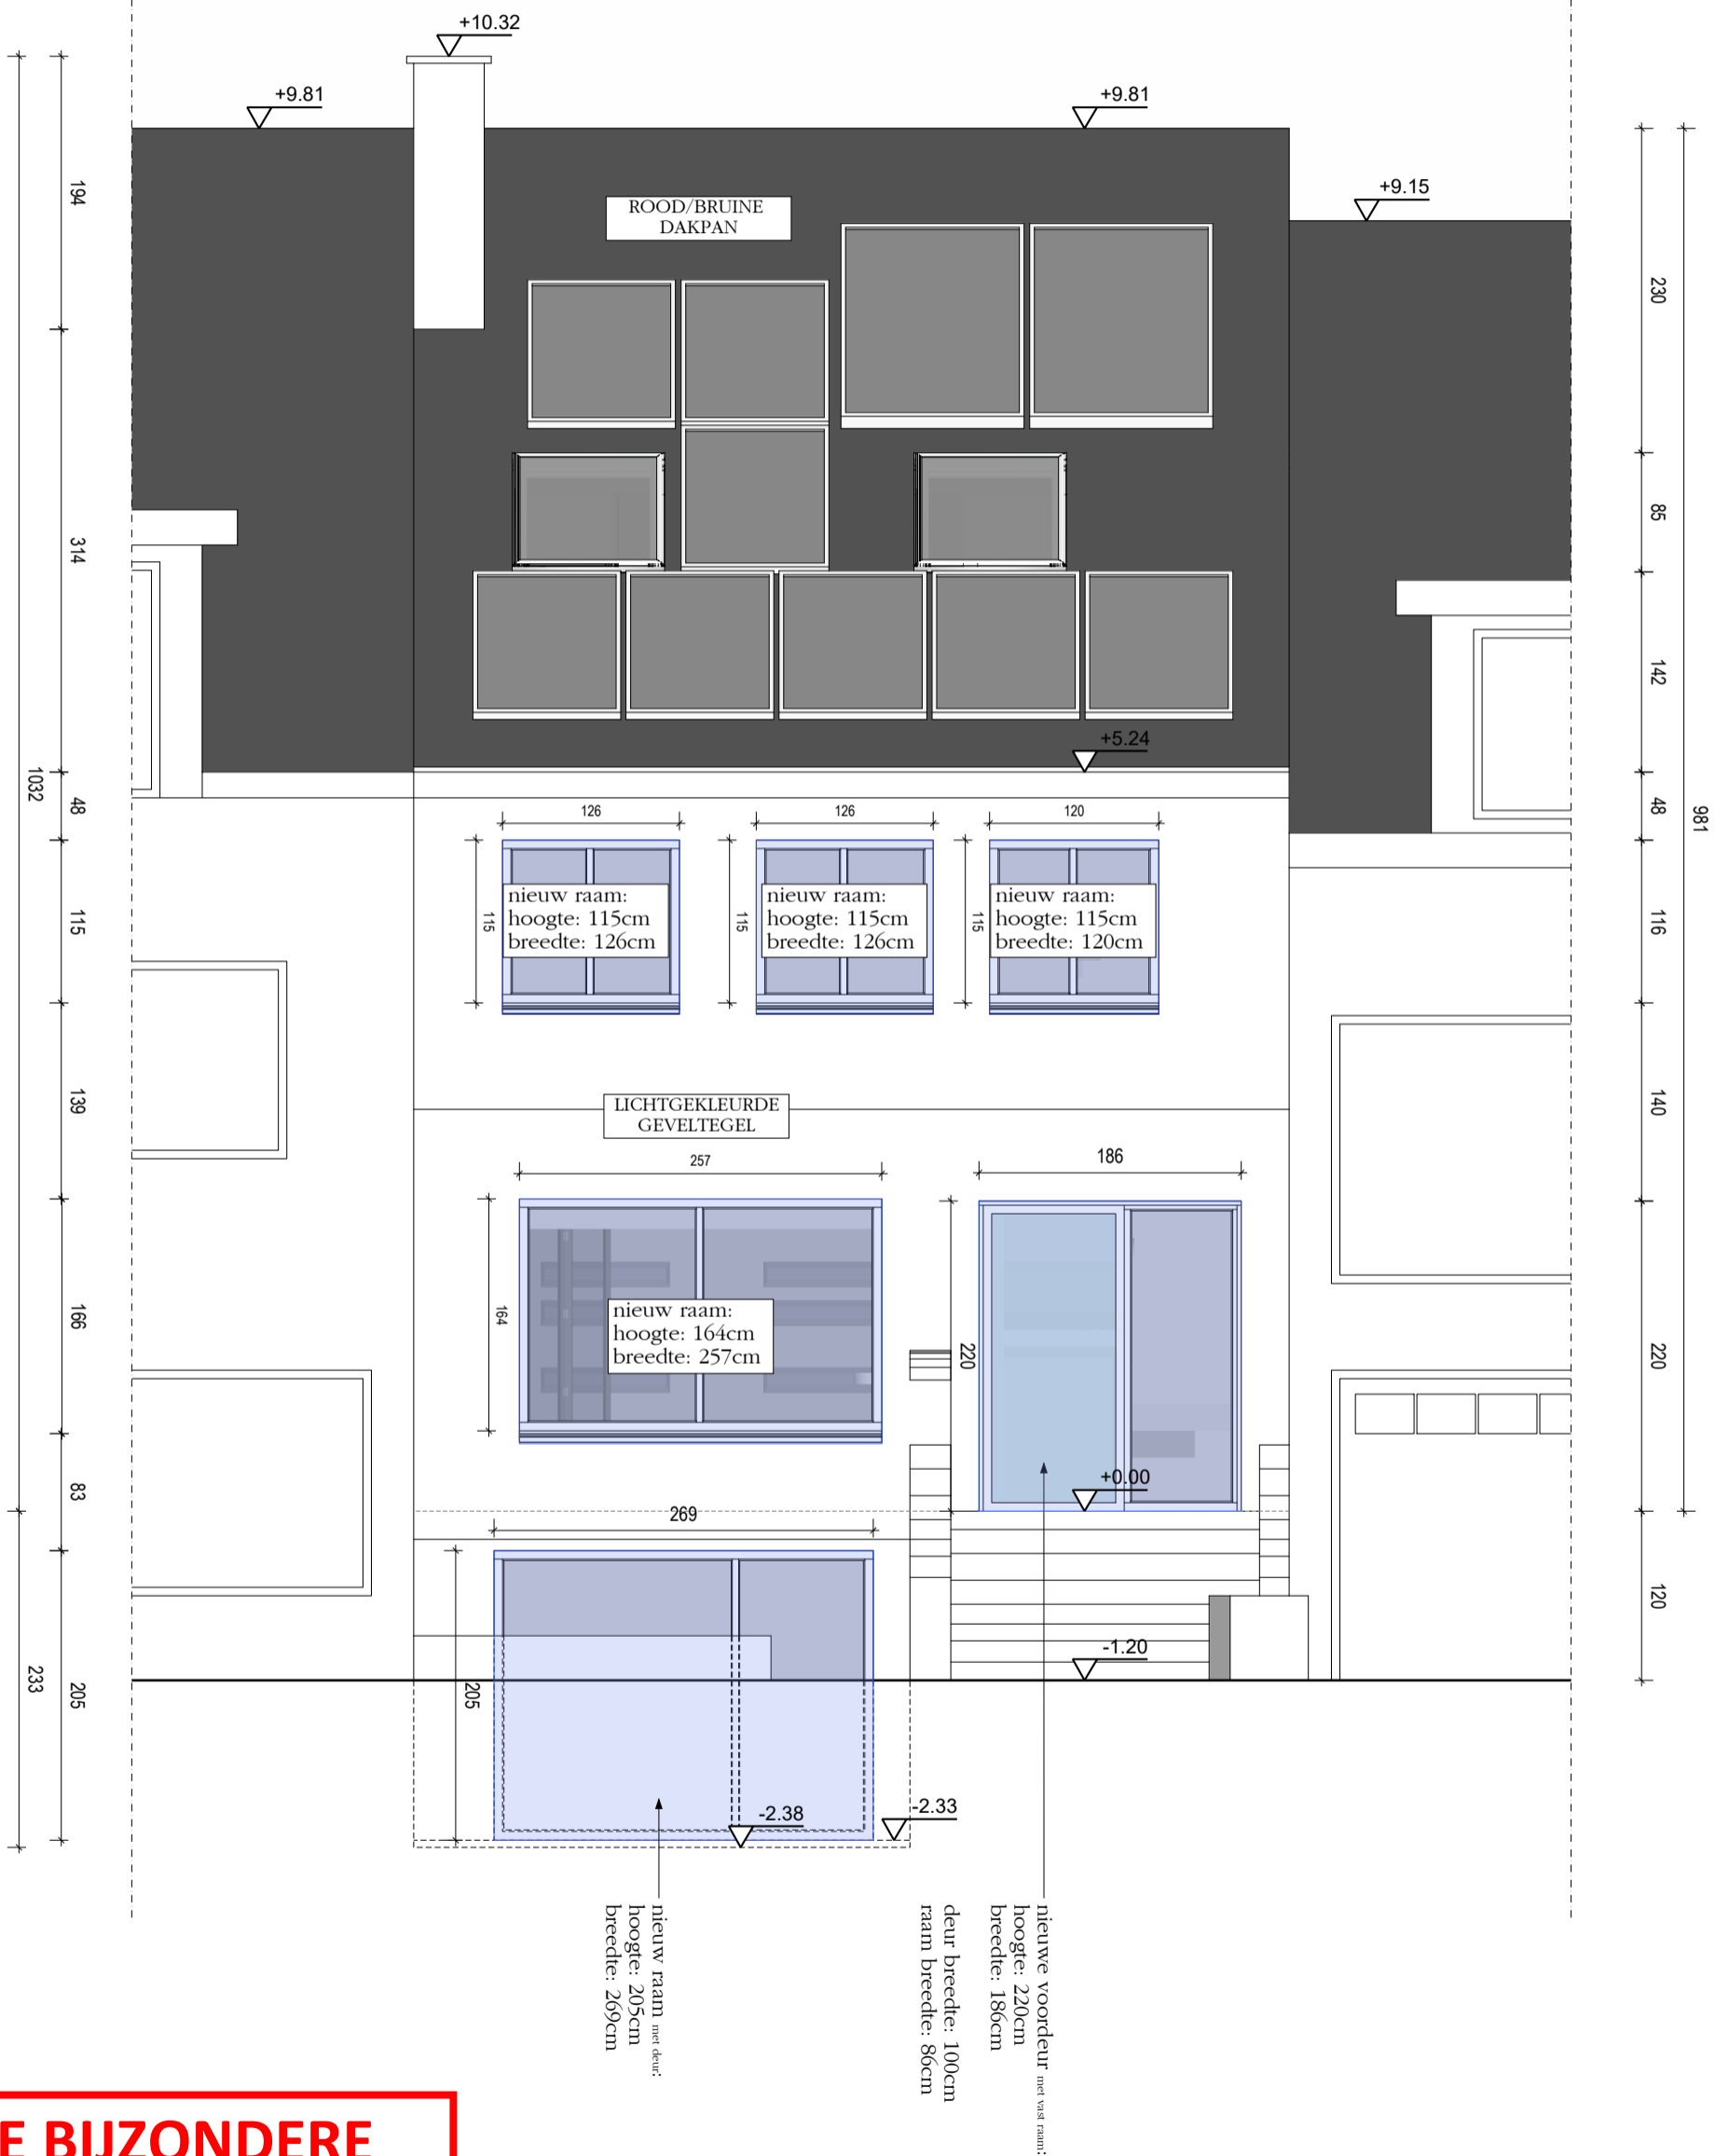 +10.32
+9.81
+9.81
+9.15
ROOD/BRUINE
DAKPAN
194
314
1032
48
115
139
166
83
233
205
230
85
142
48
981
116
140
220
120
+5.24
126
126
120
115
nieuw raam:
hoogte: 115cm
breedte: 126cm
115
nieuw raam:
hoogte: 115cm
breedte: 126cm
115
nieuw raam:
hoogte: 115cm
breedte: 120cm
LICHTGEKLEURDE
GEVELTEGEL
257
186
164
nieuw raam:
hoogte: 164cm
breedte: 257cm
220
+0.00
269
205
-1.20
-2.38
-2.33
nieuw raam met deur:
hoogte: 205cm
breedte: 269cm
nieuwe voordeur met vast raam:
hoogte: 220cm
breedte: 186cm
deur breedte: 100cm
raam breedte: 86cm
E BIJZONDERE